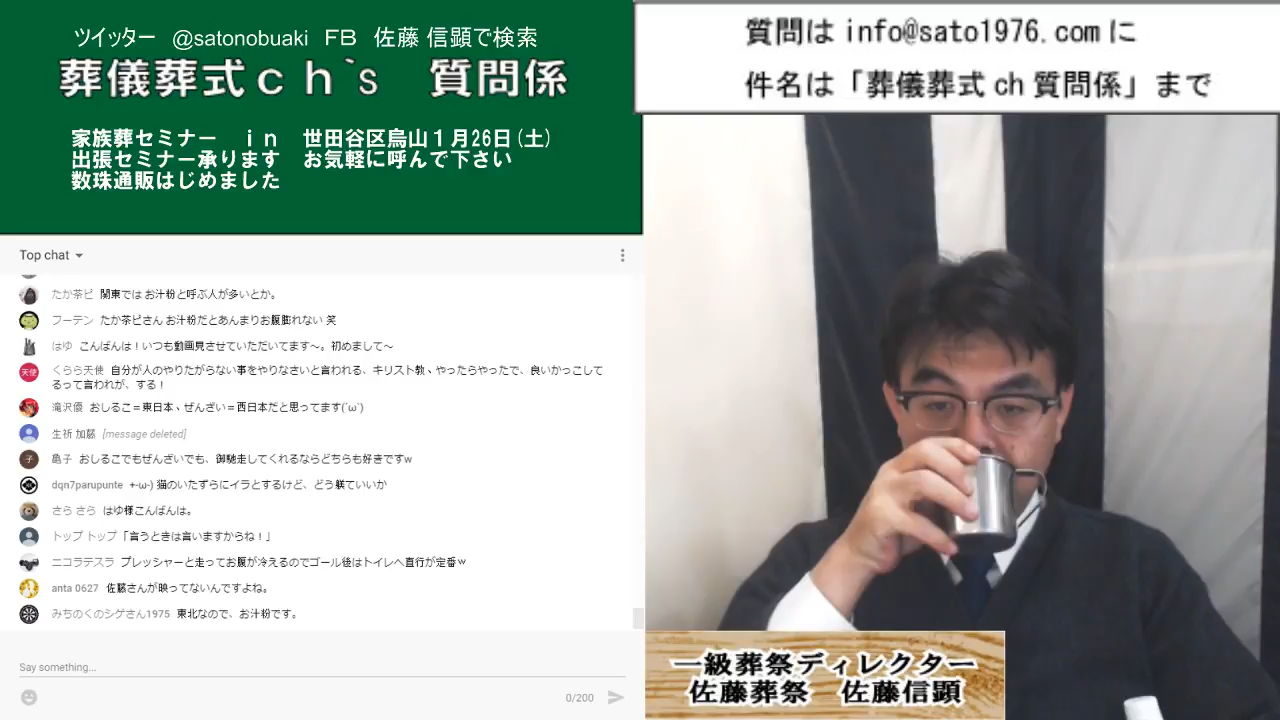 ツイッター　@satonobuaki　FB　佐藤 信顕で検索
葬儀葬式ｃｈ`s　質問係
家族葬セミナー　ｉｎ　世田谷区烏山１月26日(土)
出張セミナー承ります　お気軽に呼んで下さい
数珠通販はじめました
質問は info@sato1976.com に
件名は「葬儀葬式 ch 質問係」まで
Top chat
たか茶ピ 関東では お汁粉と呼ぶ人が多いとか。
フーテン たか茶ピさん お汁粉だとあんまりお腹膨れない 笑
はゆ こんばんは！いつも動画見させていただいてます〜。初めまして〜
天使 くらら天使 自分が人のやりたがらない事をやりなさいと言われる、キリスト教、やったらやったで、良いかっこして
るって言われが、する！
滝沢優 おしるこ＝東日本、ぜんざい＝西日本だと思ってます(´ω`)
生祈 加藤 [message deleted]
子 亀子 おしるこでもぜんざいでも、御馳走してくれるならどちらも好きですw
dqn7parupunte +-ω-) 猫のいたずらにイラとするけど、どう躾ていいか
さら さら はゆ様こんばんは。
トップ トップ 「言うときは言いますからね！」
ニコラテスラ プレッシャーと走ってお腹が冷えるのでゴール後はトイレへ直行が定番ｗ
anta 0627 佐藤さんが映ってないんですよね。
みちのくのシゲさん1975 東北なので、お汁粉です。
Say something...
0/200
一級葬祭ディレクター
佐藤葬祭　佐藤信顕